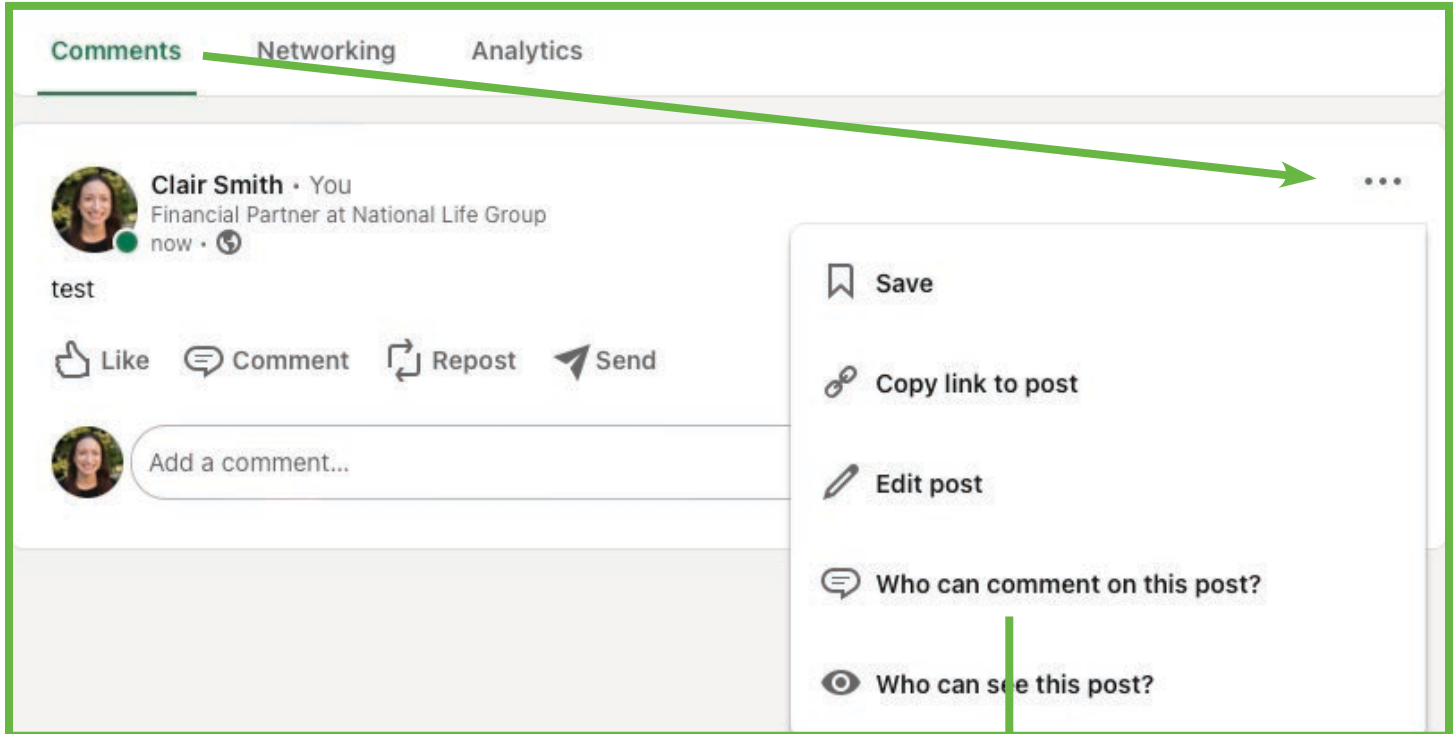 Comments Networking Analytics
Clair Smith • You
Financial Partner at National Life Group
now •
test
Like Comment Repost Send
Add a comment...
Save
Copy link to post
Edit post
Who can comment on this post?
Who can see this post?